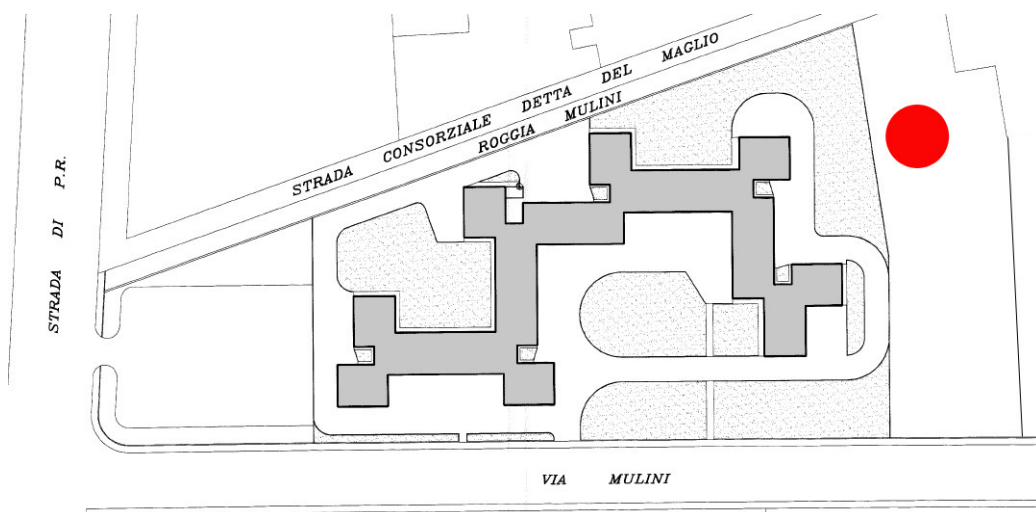 STRADA CONSORZIALE DETTA DEL MAGLIO
ROGGIA MULINI
STRADA DI P.R.
VIA MULINI